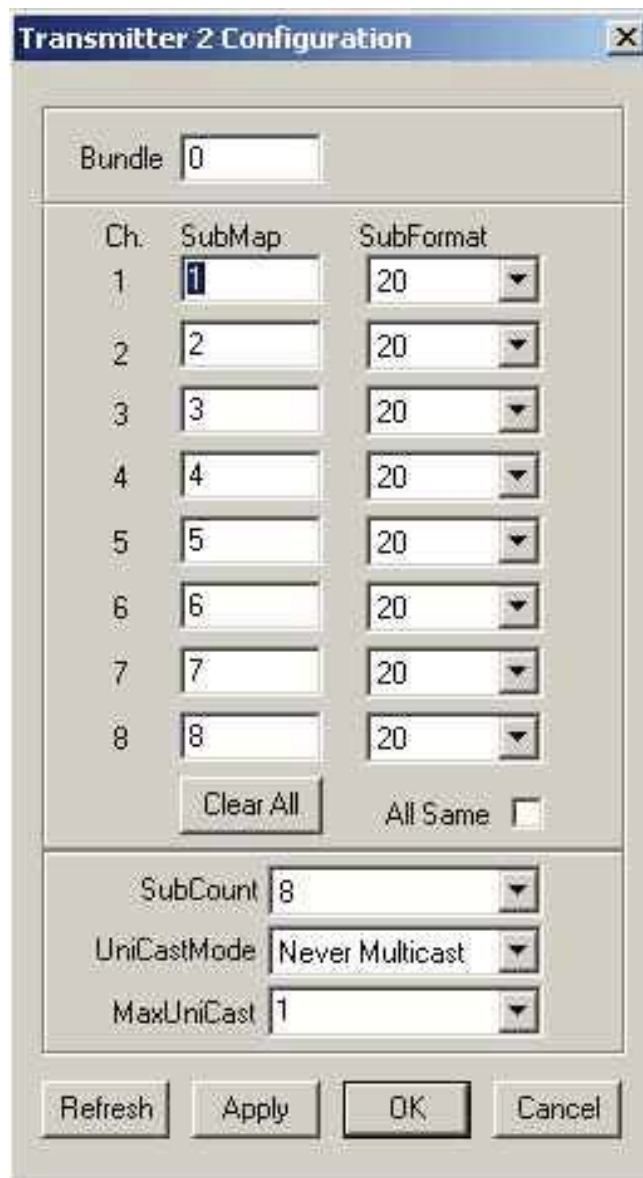 Transmitter 2 Configuration
Bundle 0
Ch. SubMap SubFormat
1 1 20
2 2 20
3 3 20
4 4 20
5 5 20
6 6 20
7 7 20
8 8 20
Clear All All Same
SubCount 8
UniCastMode Never Multicast
MaxUniCast 1
Refresh Apply OK Cancel